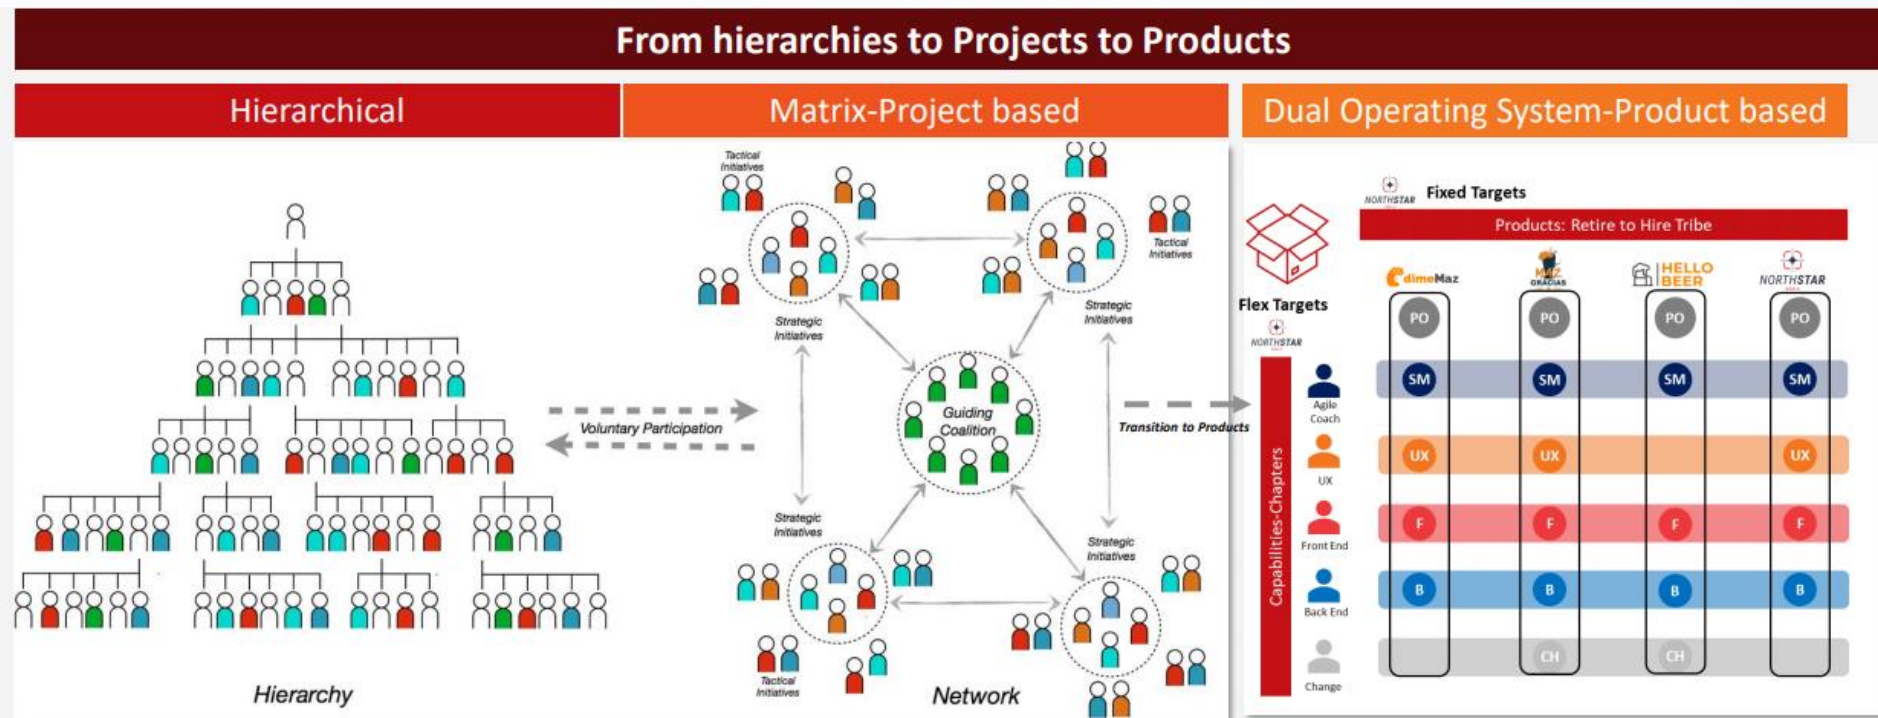 From hierarchies to Projects to Products
Hierarchical
Matrix-Project based
Dual Operating System-Product based
Hierarchy
Voluntary Participation
Tactical
Initiatives
Tactical
Initiatives
Strategic
Initiatives
Strategic
Initiatives
Guiding
Coalition
Transition to Products
Strategic
Initiatives
Strategic
Initiatives
Tactical
Initiatives
Network
NORTHSTAR
Fixed Targets
Products: Retire to Hire Tribe
dimeMaz
MAZ
GRACIAS
HELLO
BEER
NORTHSTAR
Flex Targets
NORTHSTAR
Capabilities-Chapters
PO
PO
PO
PO
Agile
Coach
SM
SM
SM
SM
UX
UX
UX
UX
Front End
F
F
F
F
Back End
B
B
B
B
Change
CH
CH